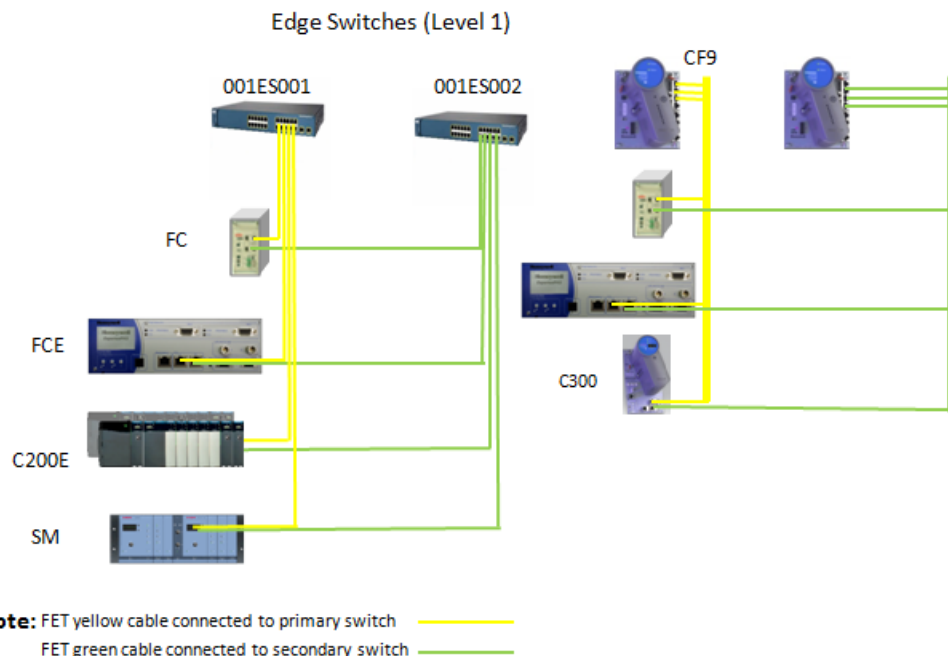 Edge Switches (Level 1)
001ES001
001ES002
CF9
FC
FCE
C300
C200E
SM
ote: FET yellow cable connected to primary switch
FET green cable connected to secondary switch